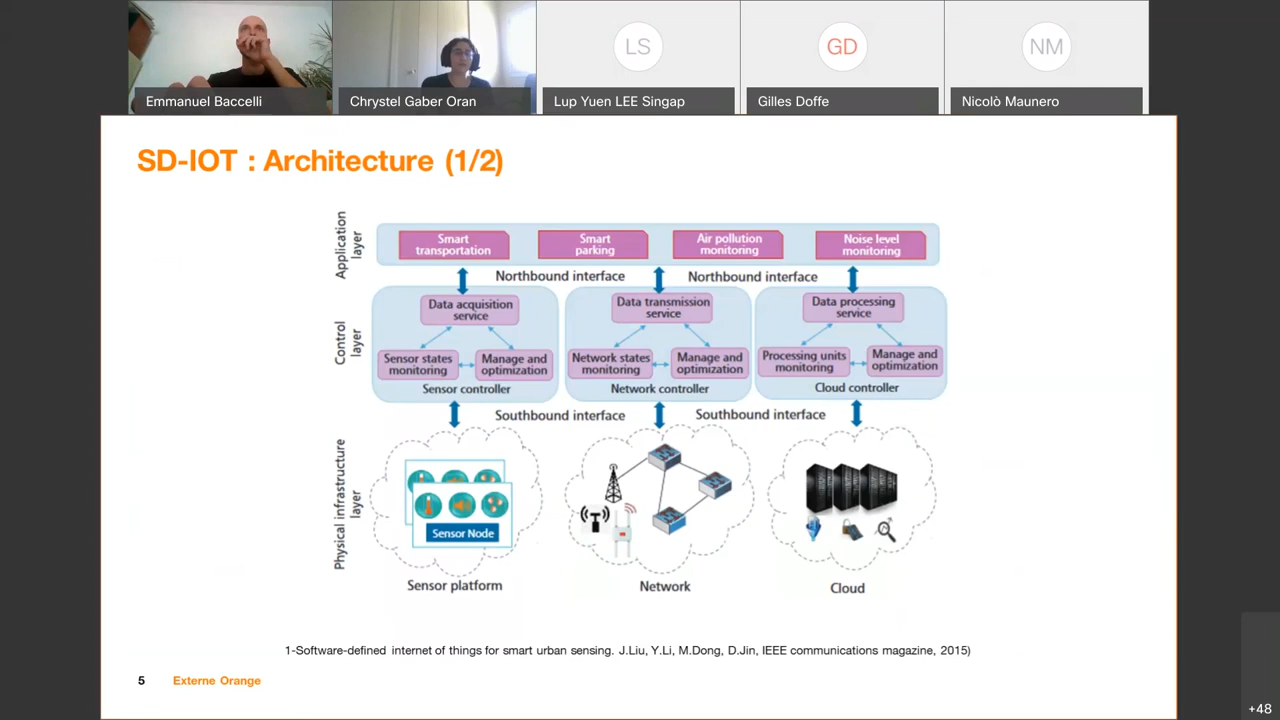 LS
GD
NM
Emmanuel Baccelli
Chrystel Gaber Oran
Lup Yuen LEE Singap
Gilles Doffe
Nicolò Maunero
SD-IOT : Architecture (1/2)
Application
layer
Smart
transportation
Smart
parking
Air pollution
monitoring
Noise level
monitoring
Northbound interface
Northbound interface
Control
layer
Data acquisition
service
Sensor states
monitoring
Manage and
optimization
Sensor controller
Data transmission
service
Network states
monitoring
Manage and
optimization
Network controller
Data processing
service
Processing units
monitoring
Manage and
optimization
Cloud controller
Southbound interface
Southbound interface
Physical infrastructure
layer
Sensor Node
Sensor platform
Network
Cloud
1-Software-defined internet of things for smart urban sensing. J.Liu, Y.Li, M.Dong, D.Jin, IEEE communications magazine, 2015)
5
Externe Orange
+48